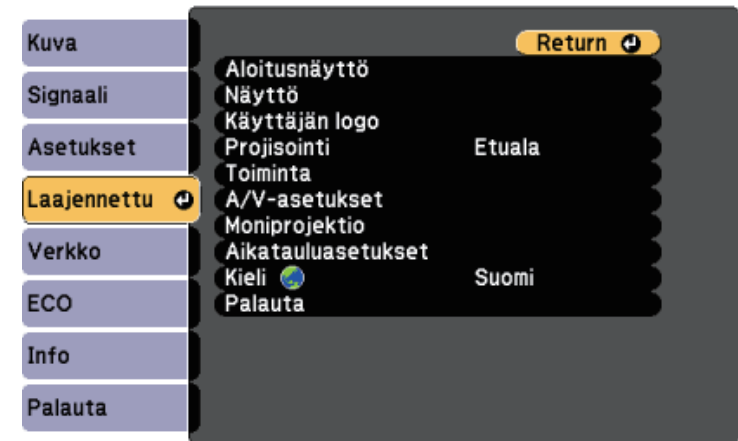 Kuva
Signaali
Asetukset
Laajennettu
Verkko
ECO
Info
Palauta
Return
Aloitusnäyttö
Näyttö
Käyttäjän logo
Projisointi Etuala
Toiminta
A/V-asetukset
Moniprojektio
Aikatauluasetukset
Kieli Suomi
Palauta